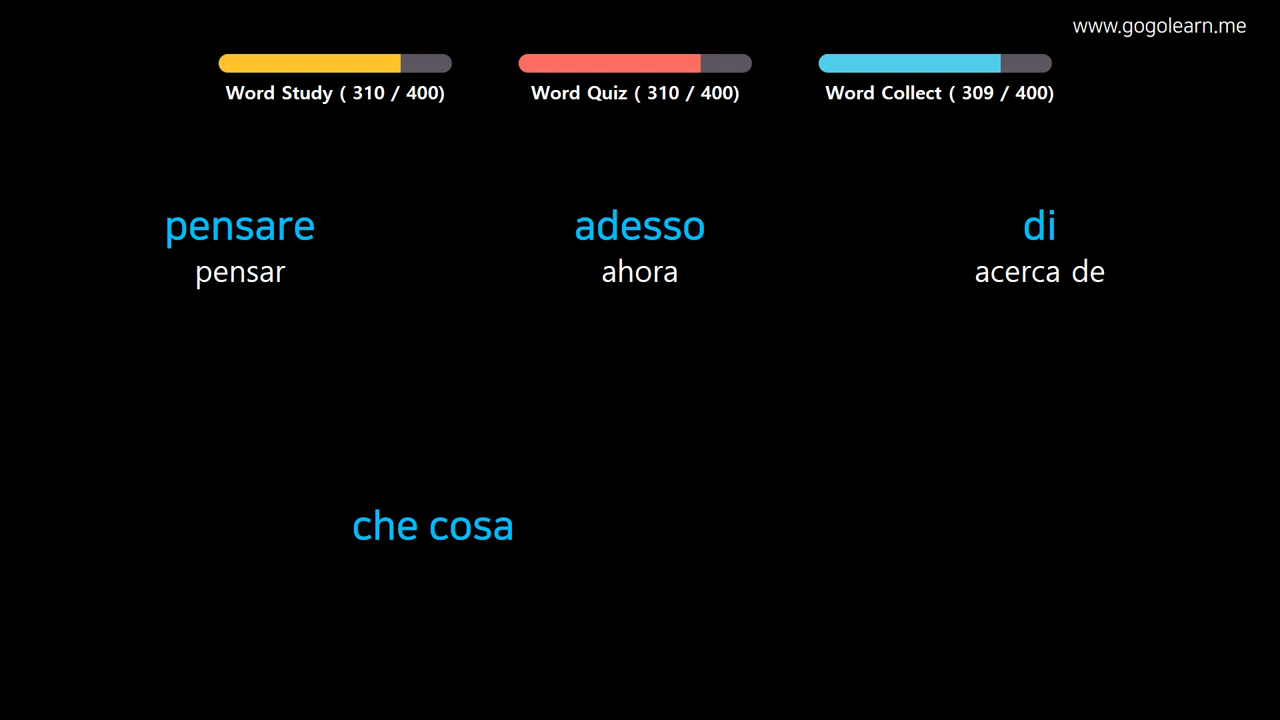 www.gogolearn.me
Word Study ( 310 / 400)
Word Quiz ( 310 / 400)
Word Collect ( 309 / 400)
pensare
pensar
adesso
ahora
di
acerca de
che cosa